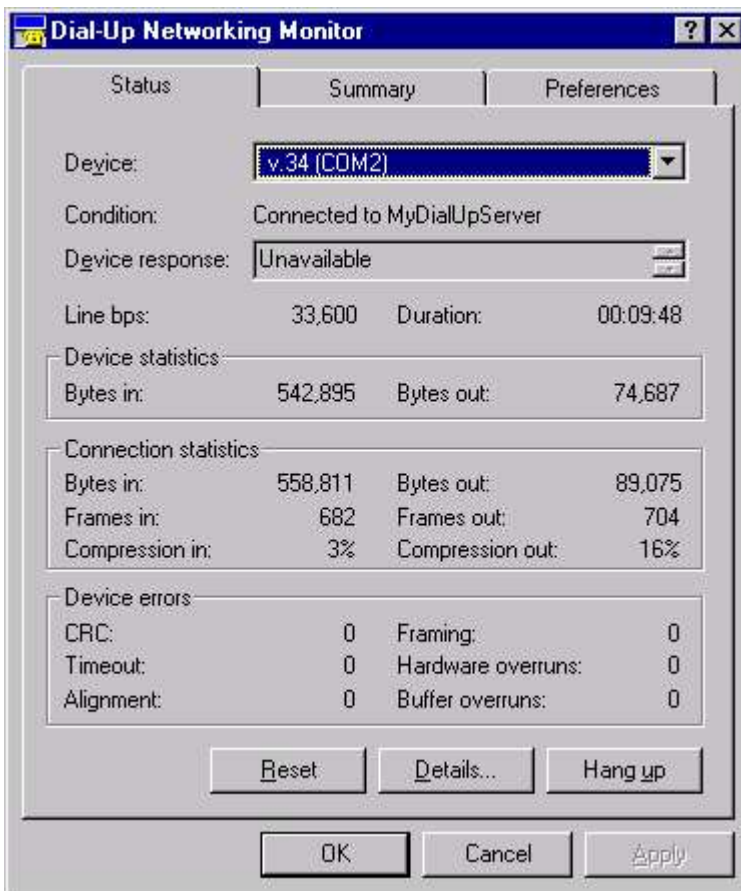 Dial-Up Networking Monitor
Status Summary Preferences
Device: v.34 (COM2)
Condition: Connected to MyDialUpServer
Device response: Unavailable
Line bps: 33,600 Duration: 00:09:48
Device statistics
Bytes in: 542,895 Bytes out: 74,687
Connection statistics
Bytes in: 558,811 Bytes out: 89,075
Frames in: 682 Frames out: 704
Compression in: 3% Compression out: 16%
Device errors
CRC: 0 Framing: 0
Timeout: 0 Hardware overruns: 0
Alignment: 0 Buffer overruns: 0
Reset Details... Hang up
OK Cancel Apply